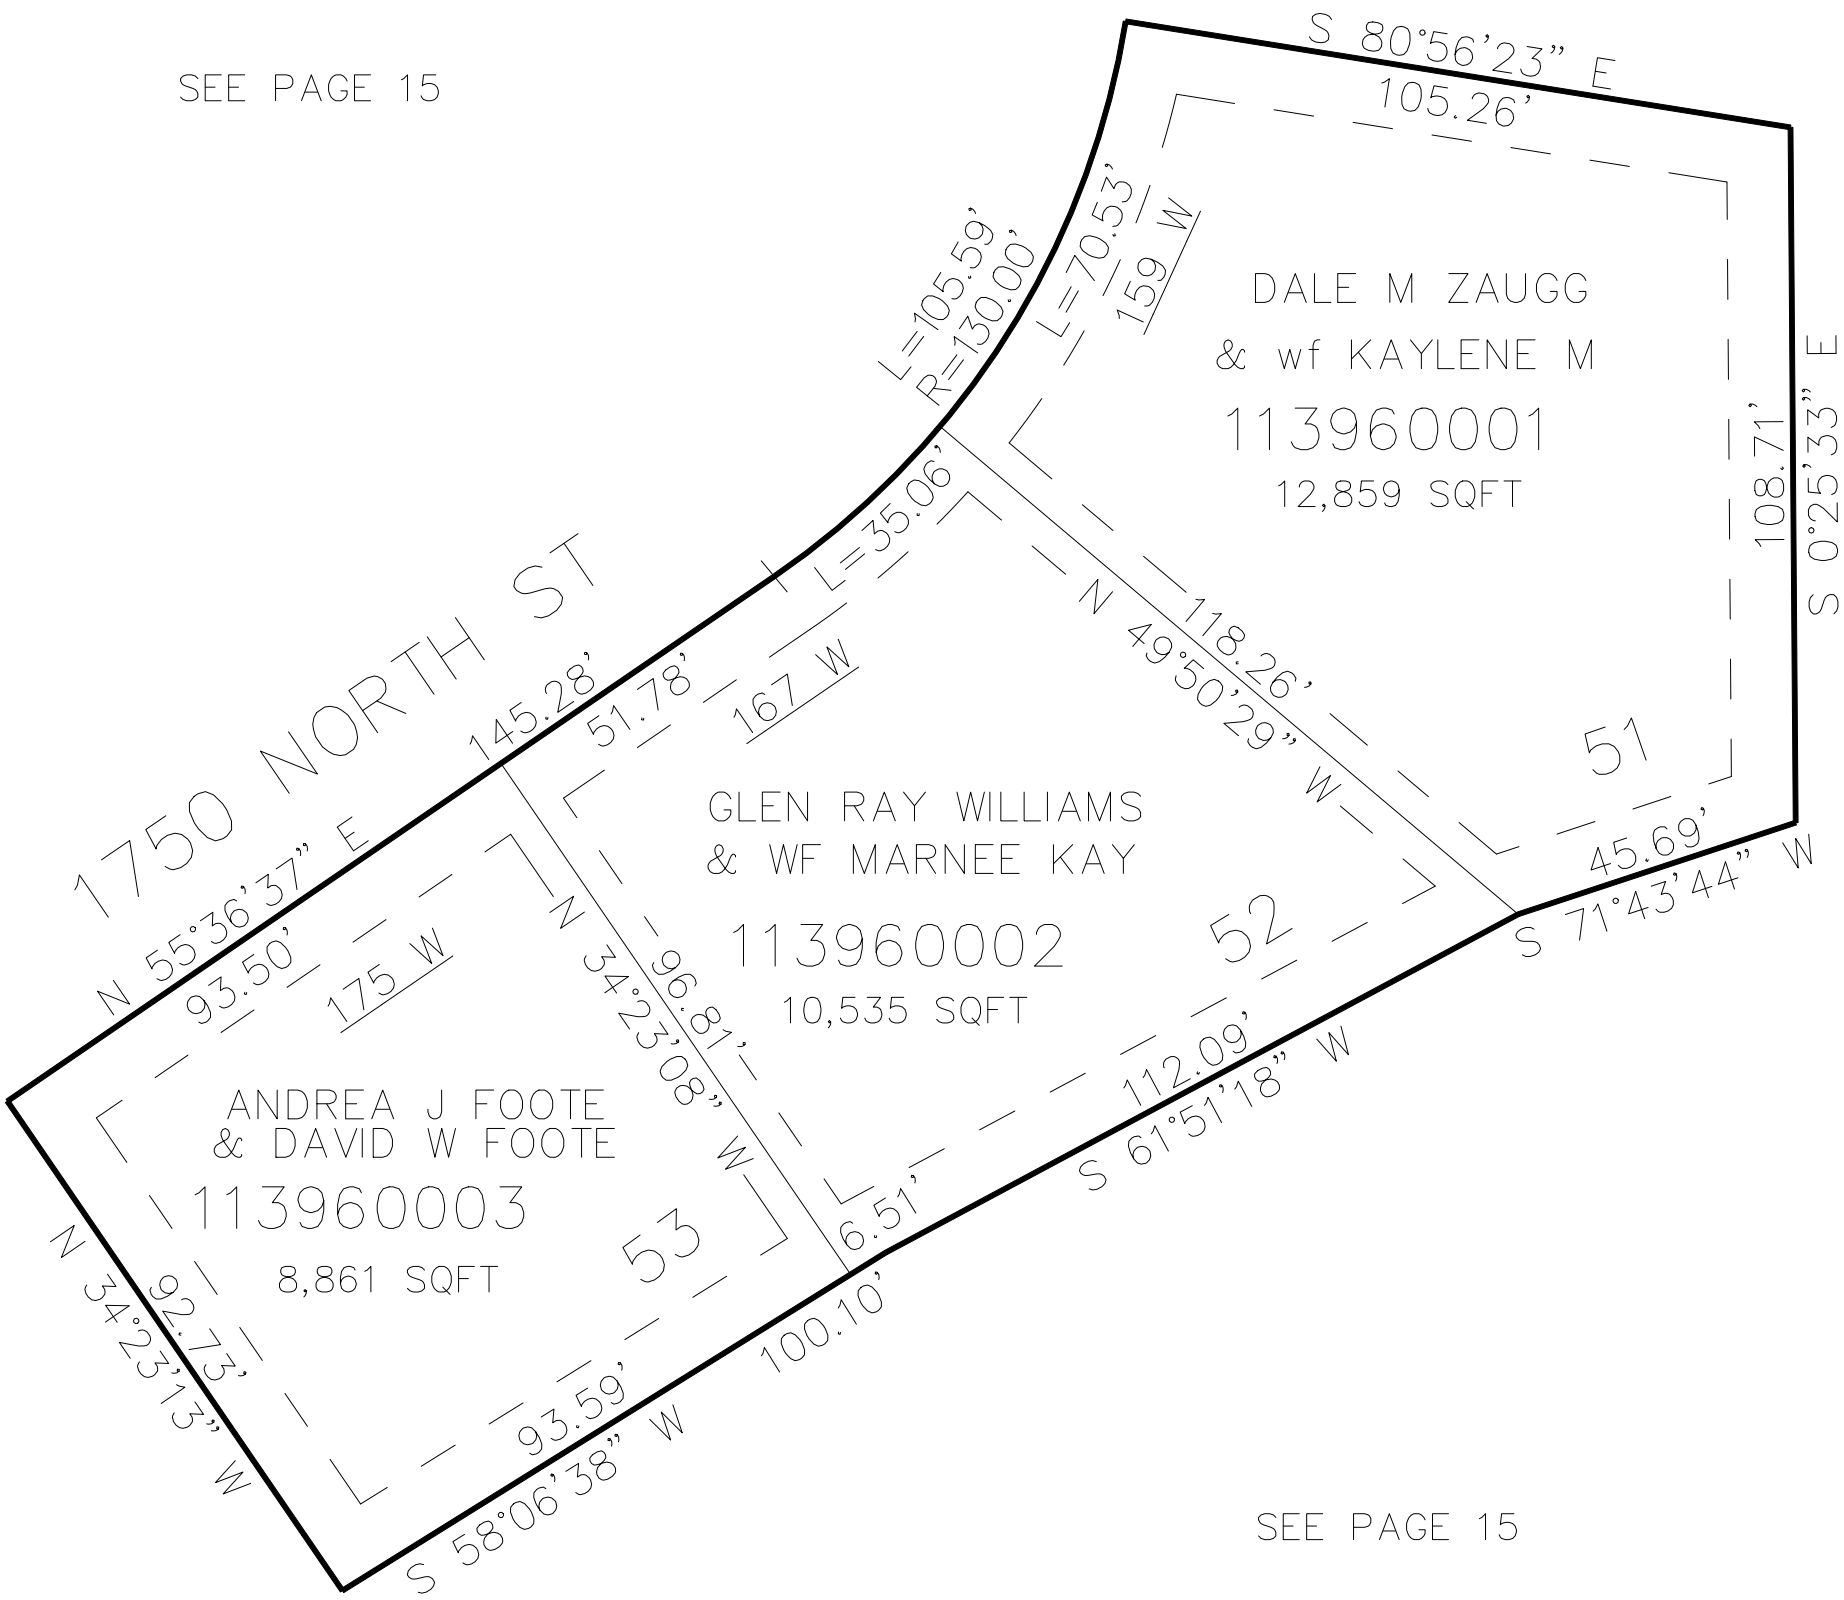 SEE PAGE 15
S 80°56'23" E
105.26'
L=105.59'
R=130.00'
L=70.53'
159 W
DALE M ZAUGG
& wf KAYLENE M
113960001
12,859 SQFT
108.71'
S 0°25'33" E
L=35.06'
N 49°50'29" W
118.26'
51
45.69'
S 71°43'44" W
1750 NORTH ST
145.28'
51.78'
167 W
GLEN RAY WILLIAMS
& WF MARNEE KAY
113960002
10,535 SQFT
52
N 55°36'37" E
93.50'
175 W
N 34°23'08" W
96.81'
112.09'
S 61°51'18" W
ANDREA J FOOTE
& DAVID W FOOTE
113960003
8,861 SQFT
53
6.51'
100.10'
N 34°23'13" W
92.73'
93.59'
S 58°06'38" W
SEE PAGE 15